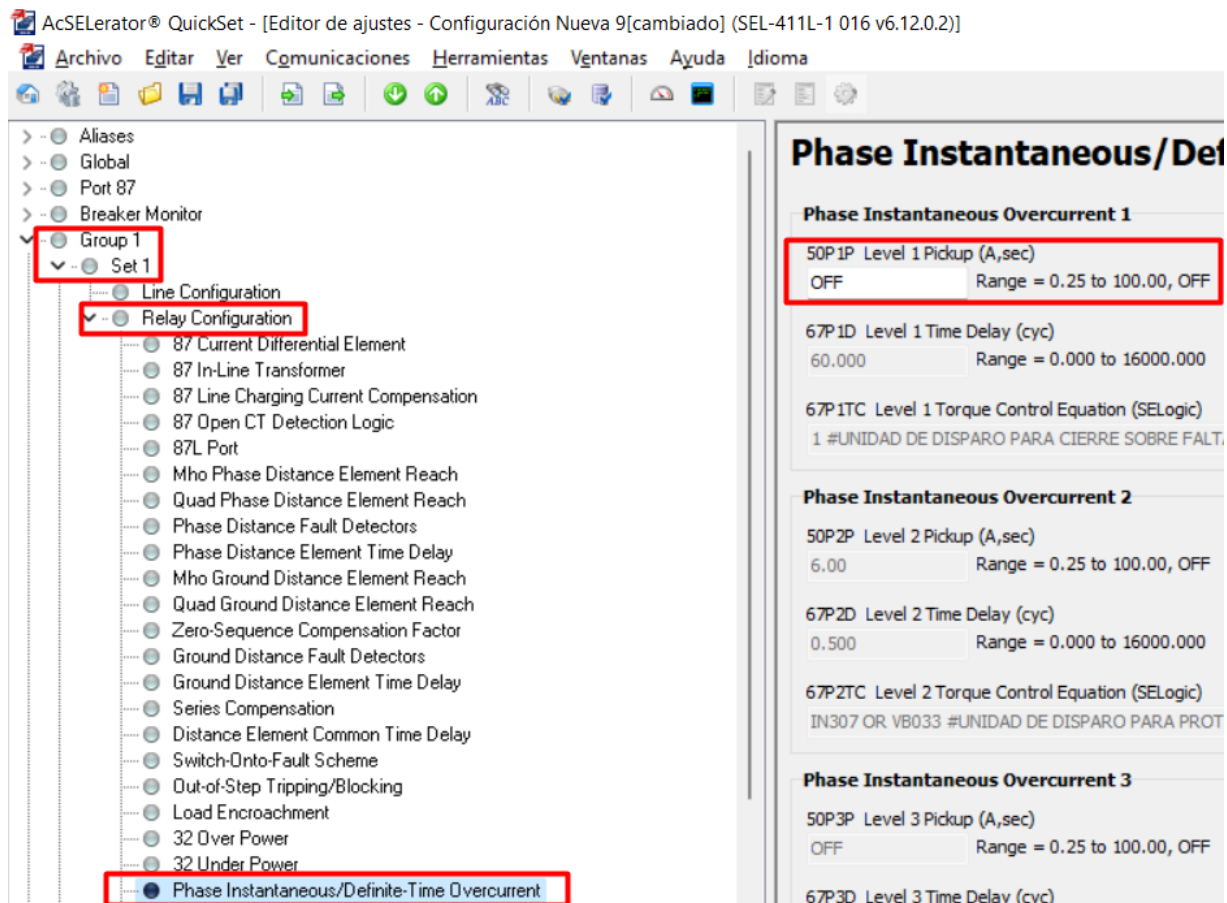 AcSELerator® QuickSet - [Editor de ajustes - Configuración Nueva 9[cambiado] (SEL-411L-1 016 v6.12.0.2)]
Archivo Editar Ver Comunicaciones Herramientas Ventanas Ayuda Idioma
Aliases
Global
Port 87
Breaker Monitor
Group 1
Set 1
Line Configuration
Relay Configuration
87 Current Differential Element
87 In-Line Transformer
87 Line Charging Current Compensation
87 Open CT Detection Logic
87L Port
Mho Phase Distance Element Reach
Quad Phase Distance Element Reach
Phase Distance Fault Detectors
Phase Distance Element Time Delay
Mho Ground Distance Element Reach
Quad Ground Distance Element Reach
Zero-Sequence Compensation Factor
Ground Distance Fault Detectors
Ground Distance Element Time Delay
Series Compensation
Distance Element Common Time Delay
Switch-Onto-Fault Scheme
Out-of-Step Tripping/Blocking
Load Encroachment
32 Over Power
32 Under Power
Phase Instantaneous/Definite-Time Overcurrent
Phase Instantaneous/Def
Phase Instantaneous Overcurrent 1
50P1P Level 1 Pickup (A,sec)
OFF Range = 0.25 to 100.00, OFF
67P1D Level 1 Time Delay (cyc)
60.000 Range = 0.000 to 16000.000
67P1TC Level 1 Torque Control Equation (SELogic)
1 #UNIDAD DE DISPARO PARA CIERRE SOBRE FALTA
Phase Instantaneous Overcurrent 2
50P2P Level 2 Pickup (A,sec)
6.00 Range = 0.25 to 100.00, OFF
67P2D Level 2 Time Delay (cyc)
0.500 Range = 0.000 to 16000.000
67P2TC Level 2 Torque Control Equation (SELogic)
IN307 OR VB033 #UNIDAD DE DISPARO PARA PROT
Phase Instantaneous Overcurrent 3
50P3P Level 3 Pickup (A,sec)
OFF Range = 0.25 to 100.00, OFF
67P3D Level 3 Time Delay (cyc)